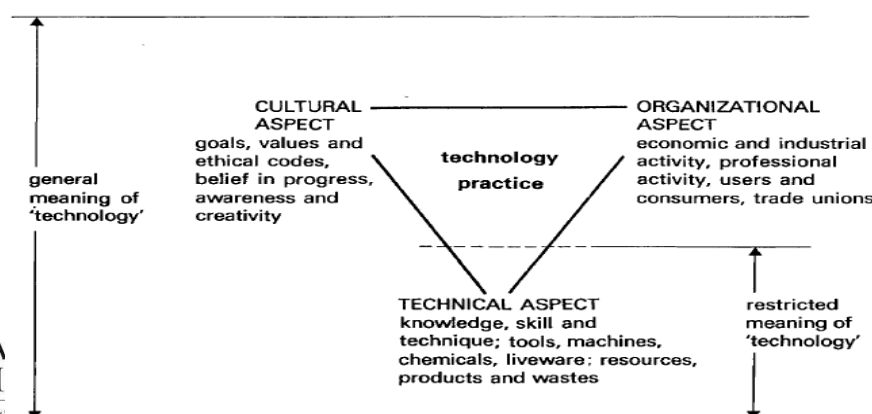 CULTURAL
ASPECT
goals, values and
ethical codes,
belief in progress,
awareness and
creativity
ORGANIZATIONAL
ASPECT
economic and industrial
activity, professional
activity, users and
consumers, trade unions
technology
practice
general
meaning of
‘technology’
TECHNICAL ASPECT
knowledge, skill and
technique; tools, machines,
chemicals, liveware; resources,
products and wastes
restricted
meaning of
‘technology’